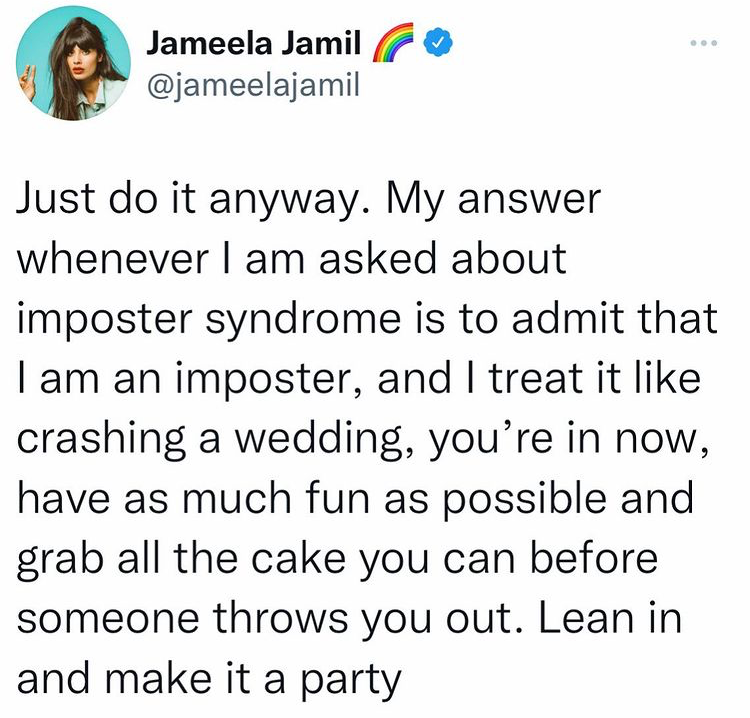 Jameela Jamil 🌈
@jameelajamil
Just do it anyway. My answer
whenever I am asked about
imposter syndrome is to admit that
I am an imposter, and I treat it like
crashing a wedding, you’re in now,
have as much fun as possible and
grab all the cake you can before
someone throws you out. Lean in
and make it a party